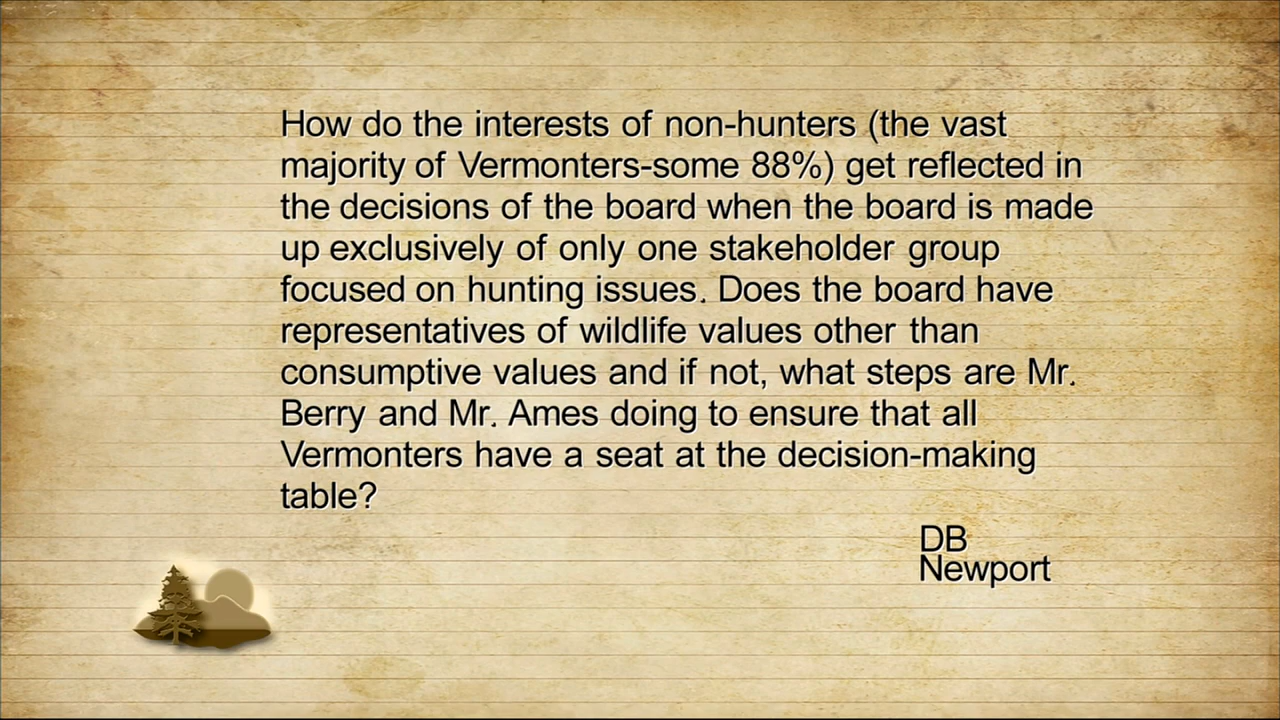 How do the interests of non-hunters (the vast
majority of Vermonters-some 88%) get reflected in
the decisions of the board when the board is made
up exclusively of only one stakeholder group
focused on hunting issues. Does the board have
representatives of wildlife values other than
consumptive values and if not, what steps are Mr.
Berry and Mr. Ames doing to ensure that all
Vermonters have a seat at the decision-making
table?
DB
Newport